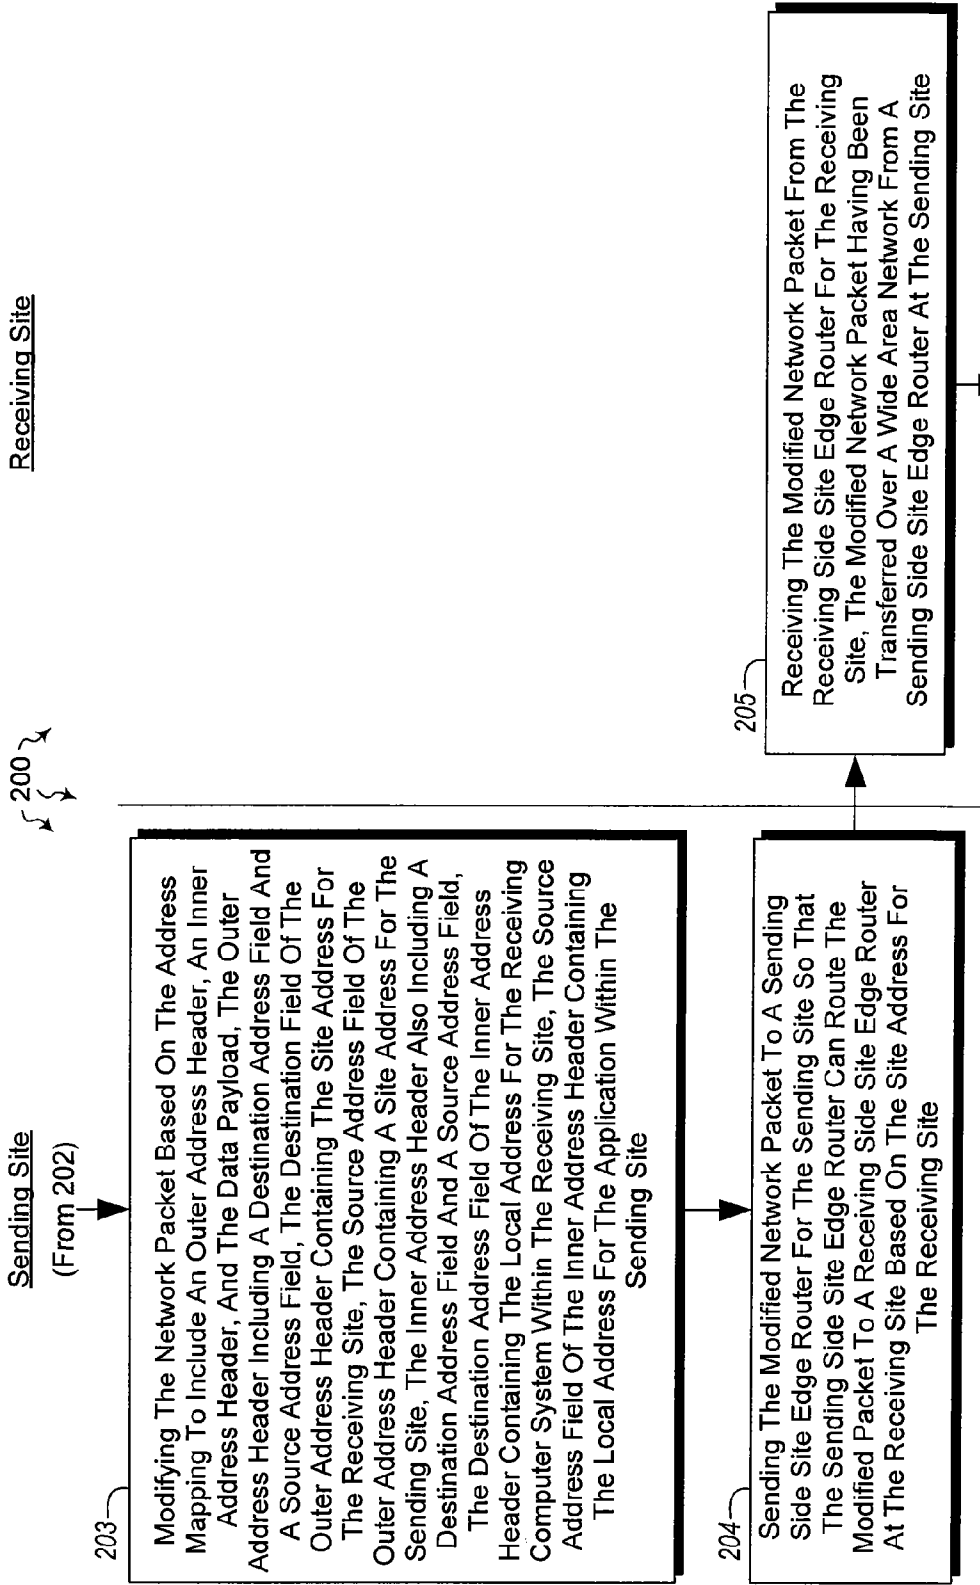 200
Sending Site
(From 202)
203
Modifying The Network Packet Based On The Address
Mapping To Include An Outer Address Header, An Inner
Address Header, And The Data Payload, The Outer
Address Header Including A Destination Address Field And
A Source Address Field, The Destination Field Of The
Outer Address Header Containing The Site Address For
The Receiving Site, The Source Address Field Of The
Outer Address Header Containing A Site Address For The
Sending Site, The Inner Address Header Also Including A
Destination Address Field And A Source Address Field,
The Destination Address Field Of The Inner Address
Header Containing The Local Address For The Receiving
Computer System Within The Receiving Site, The Source
Address Field Of The Inner Address Header Containing
The Local Address For The Application Within The
Sending Site
204
Sending The Modified Network Packet To A Sending
Side Site Edge Router For The Sending Site So That
The Sending Side Site Edge Router Can Route The
Modified Packet To A Receiving Side Site Edge Router
At The Receiving Site Based On The Site Address For
The Receiving Site
Receiving Site
205
Receiving The Modified Network Packet From The
Receiving Side Site Edge Router For The Receiving
Site, The Modified Network Packet Having Been
Transferred Over A Wide Area Network From A
Sending Side Site Edge Router At The Sending Site